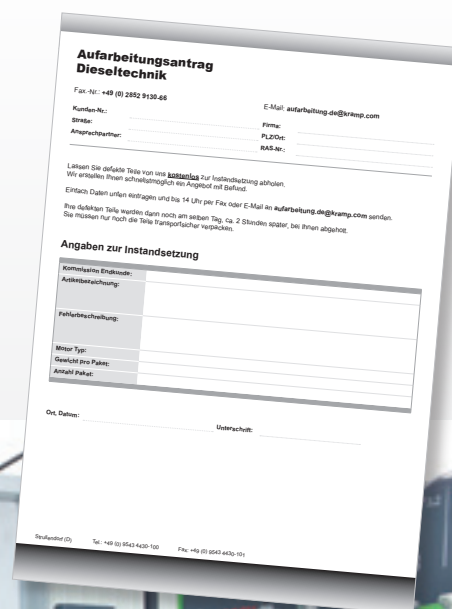 Aufarbeitungsantrag
Dieseltechnik
Fax.-Nr.: +49 (0) 2852 9130-66
E-Mail: aufarbeitung-de@kramp.com
Kunden-Nr.:
Firma:
Straße:
PLZ/Ort:
Ansprechpartner:
RAS-Nr.:
Lassen Sie defekte Teile von uns kostenlos zur Instandsetzung abholen.
Wir erstellen Ihnen schnellstmöglich ein Angebot mit Befund.
Einfach Daten unten eintragen und bis 14 Uhr per Fax oder E-Mail an aufarbeitung.de@kramp.com senden.
Ihre defekten Teile werden dann noch am selben Tag, ca. 2 Stunden später, bei Ihnen abgeholt.
Sie müssen nur noch die Teile transportsicher verpacken.
Angaben zur Instandsetzung
Kommission Endkunde:
Artikelbezeichnung:
Fehlerbeschreibung:
Motor Typ:
Gewicht pro Paket:
Anzahl Paket:
Ort, Datum:
Unterschrift:
Strullendorf (D) Tel.: +49 (0) 9543 4430-100 Fax: +49 (0) 9543 4430-101